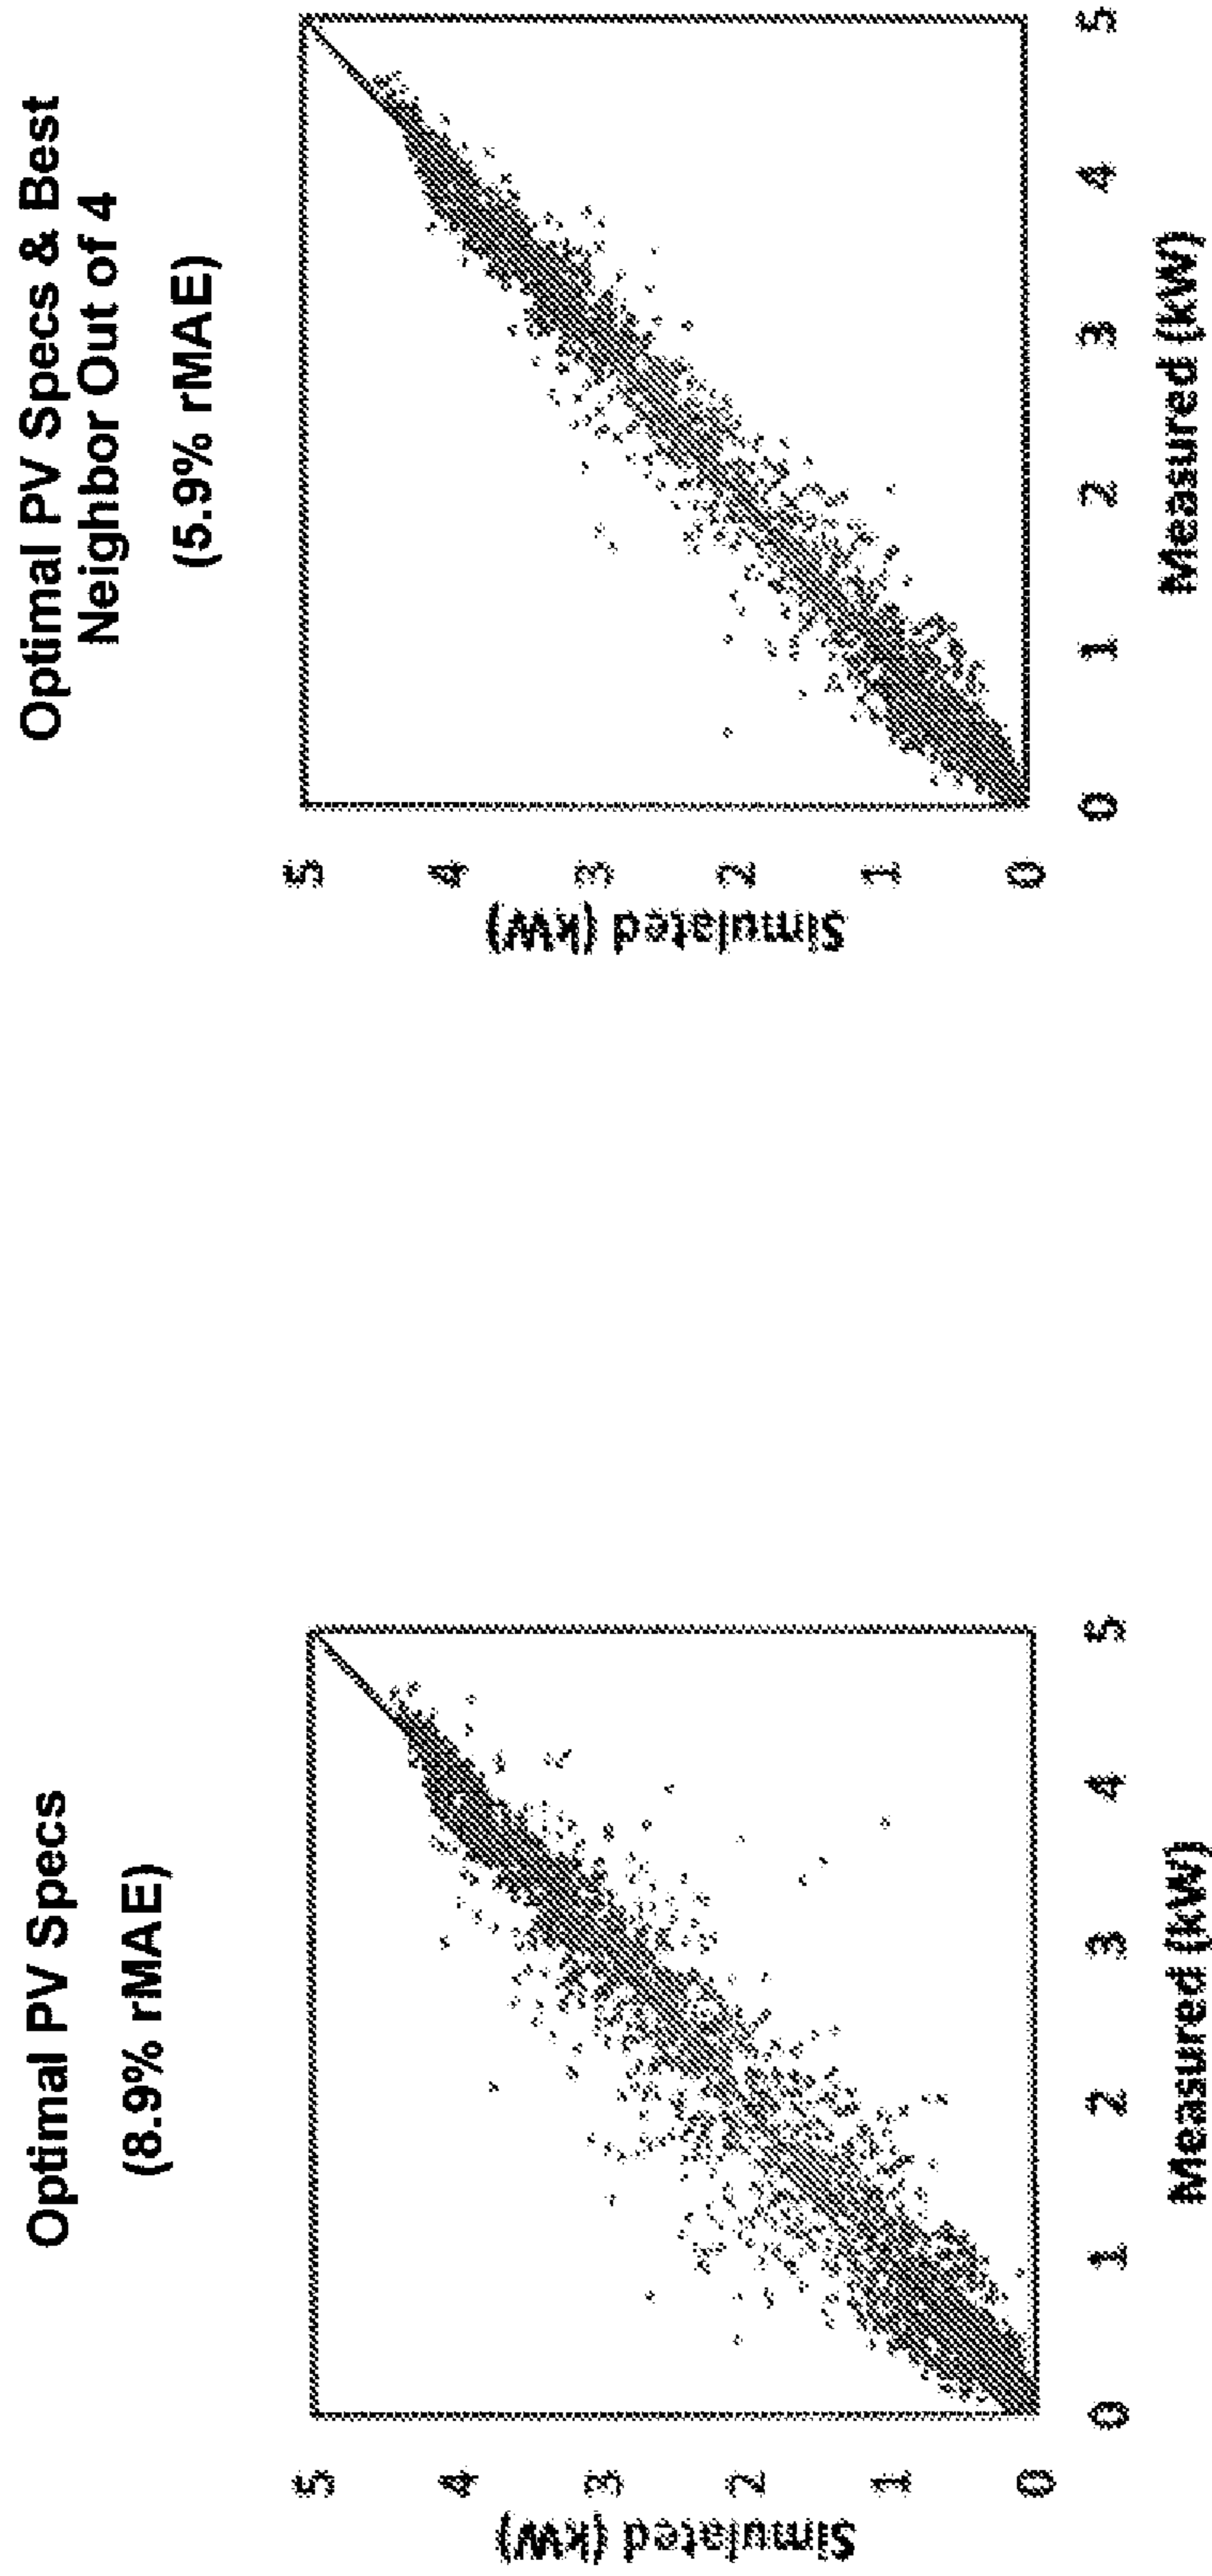 Optimal PV Specs
(8.9% rMAE)
5
4
3
2
1
0
Simulated (kW)
0
1
2
3
4
5
Measured (kW)
Optimal PV Specs & Best
Neighbor Out of 4
(5.9% rMAE)
5
4
3
2
1
0
Simulated (kW)
0
1
2
3
4
5
Measured (kW)